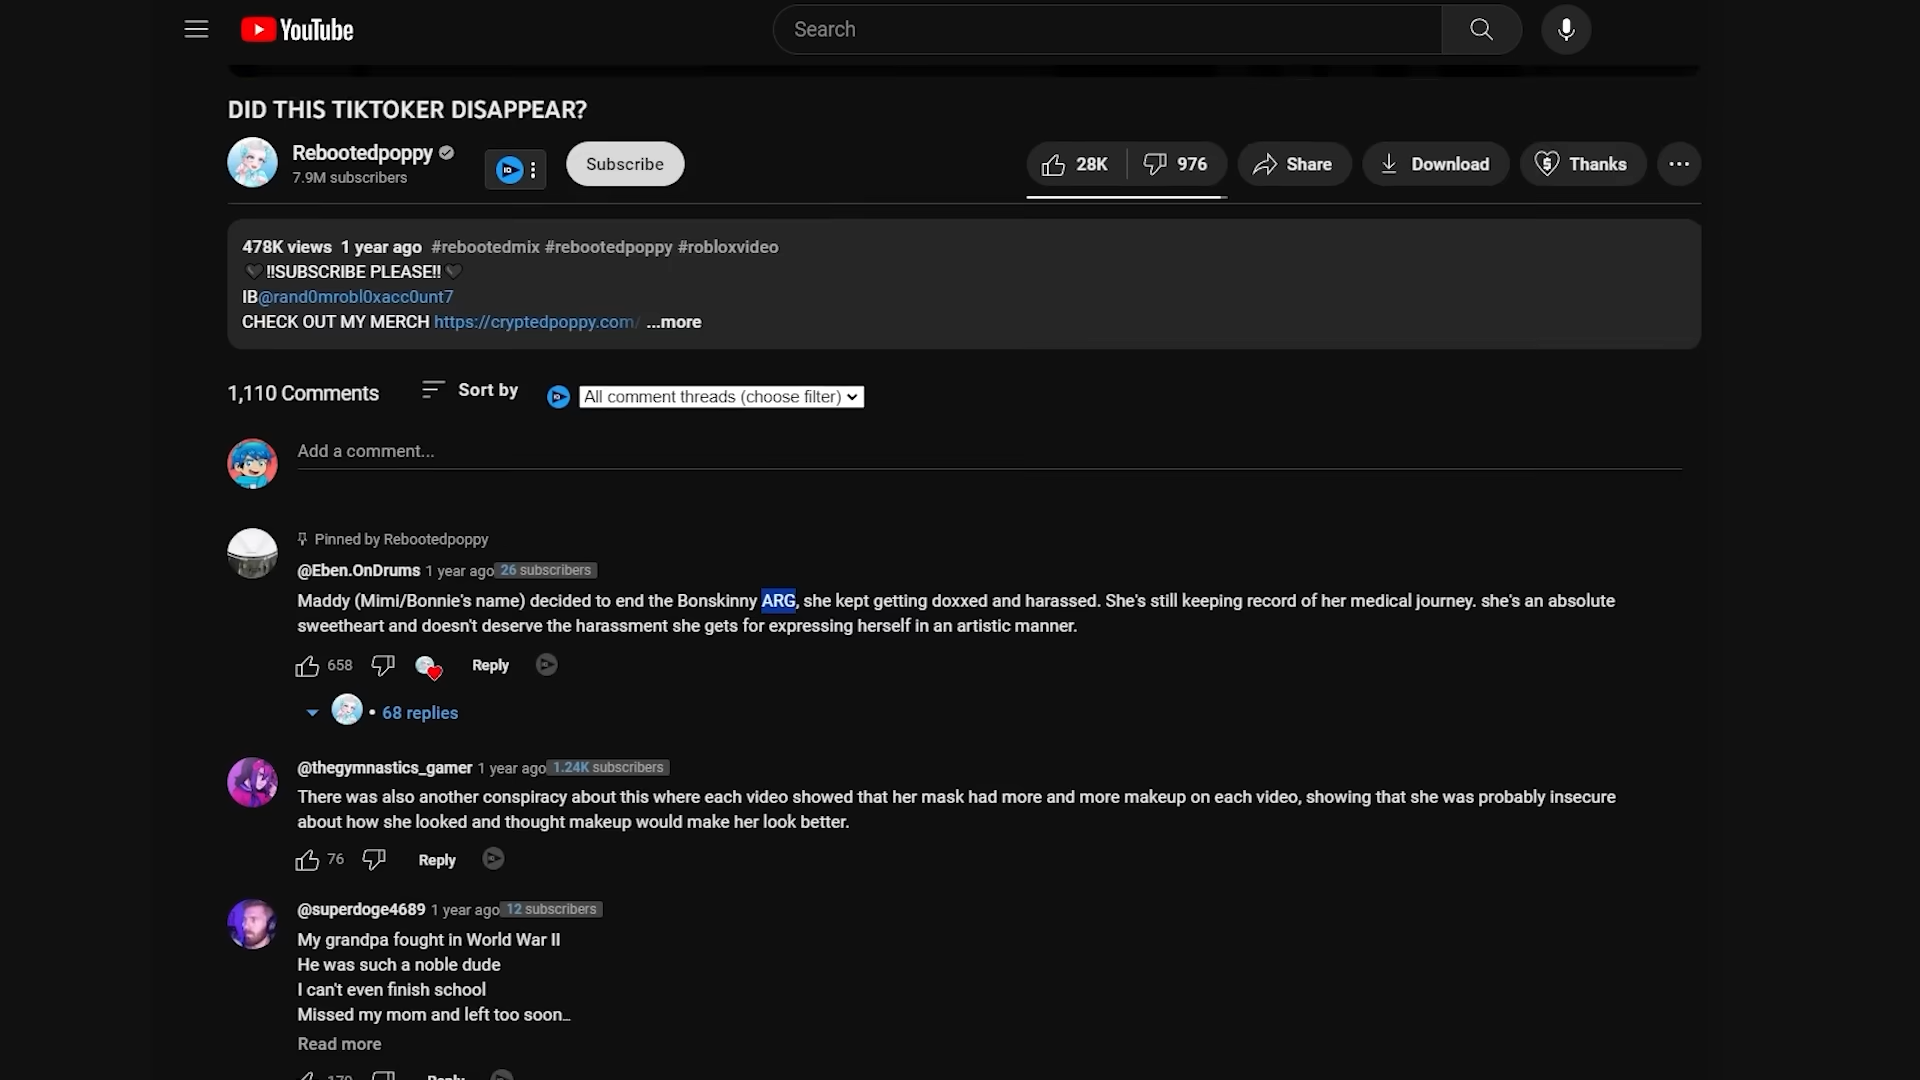 YouTube
Search
DID THIS TIKTOKER DISAPPEAR?
Rebootedpoppy
7.9M subscribers
Subscribe
28K
976
Share
Download
Thanks
478K views 1 year ago #rebootedmix #rebootedpoppy #robloxvideo
!!SUBSCRIBE PLEASE!!
IB@rand0mrobl0xacc0unt7
CHECK OUT MY MERCH https://cryptedpoppy.com/ ...more
1,110 Comments
Sort by
All comment threads (choose filter)
Add a comment...
Pinned by Rebootedpoppy
@Eben.OnDrums 1 year ago 26 subscribers
Maddy (Mimi/Bonnie's name) decided to end the Bonskinny ARG, she kept getting doxxed and harassed. She's still keeping record of her medical journey. she's an absolute
sweetheart and doesn't deserve the harassment she gets for expressing herself in an artistic manner.
658
Reply
• 68 replies
@thegymnastics_gamer 1 year ago 1.24K subscribers
There was also another conspiracy about this where each video showed that her mask had more and more makeup on each video, showing that she was probably insecure
about how she looked and thought makeup would make her look better.
76
Reply
@superdoge4689 1 year ago 12 subscribers
My grandpa fought in World War II
He was such a noble dude
I can't even finish school
Missed my mom and left too soon…
Read more
Reply